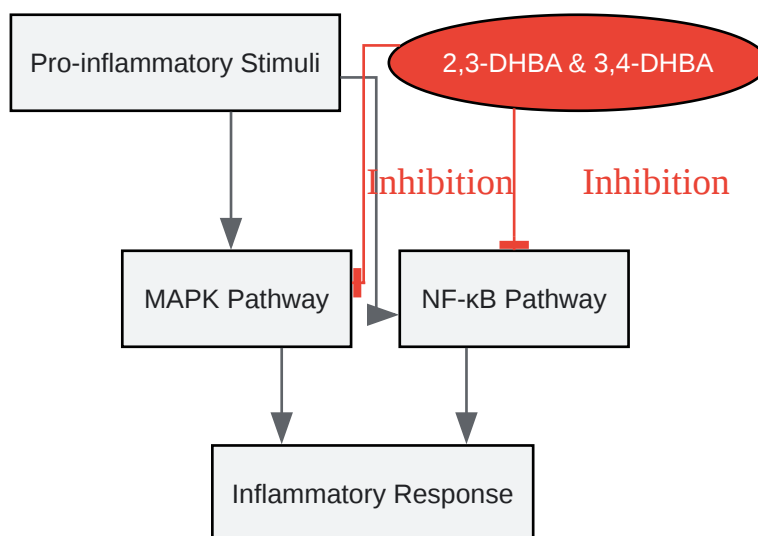 Pro-inflammatory Stimuli
2,3-DHBA & 3,4-DHBA
Inhibition
Inhibition
MAPK Pathway
NF-κB Pathway
Inflammatory Response